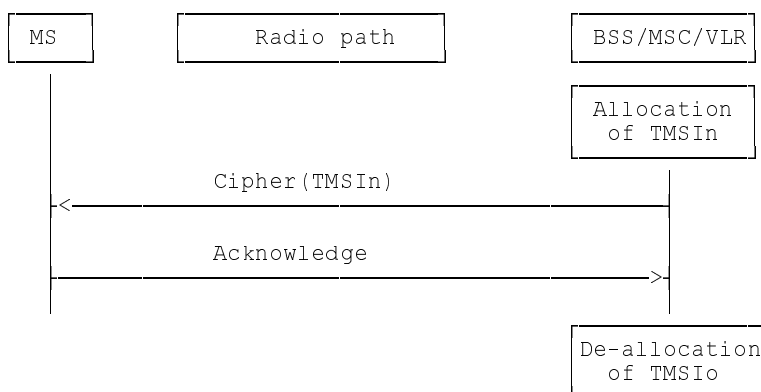 MS
Radio path
BSS/MSC/VLR
Allocation
of TMSIn
Cipher(TMSIn)
Acknowledge
De-allocation
of TMSIo